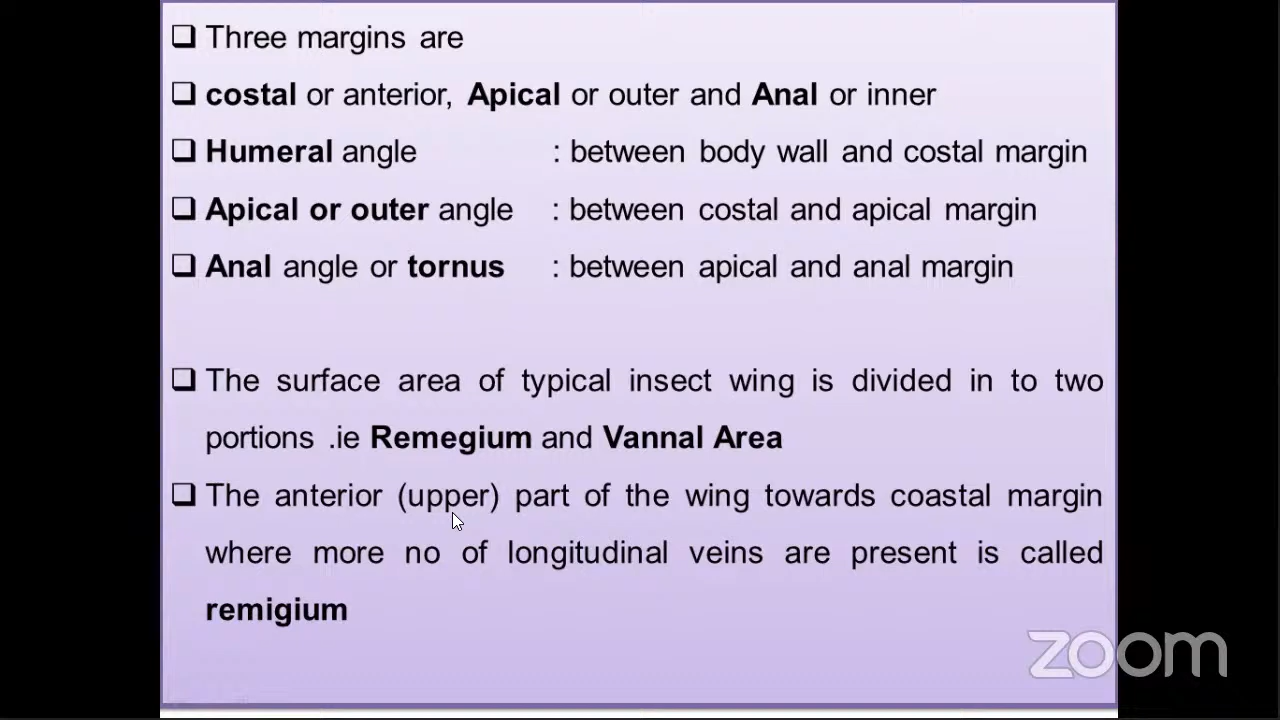 ❑ Three margins are
❑ costal or anterior, Apical or outer and Anal or inner
❑ Humeral angle : between body wall and costal margin
❑ Apical or outer angle : between costal and apical margin
❑ Anal angle or tornus : between apical and anal margin
❑ The surface area of typical insect wing is divided in to two
portions .ie Remegium and Vannal Area
❑ The anterior (upper) part of the wing towards coastal margin
where more no of longitudinal veins are present is called
remigium
zoom